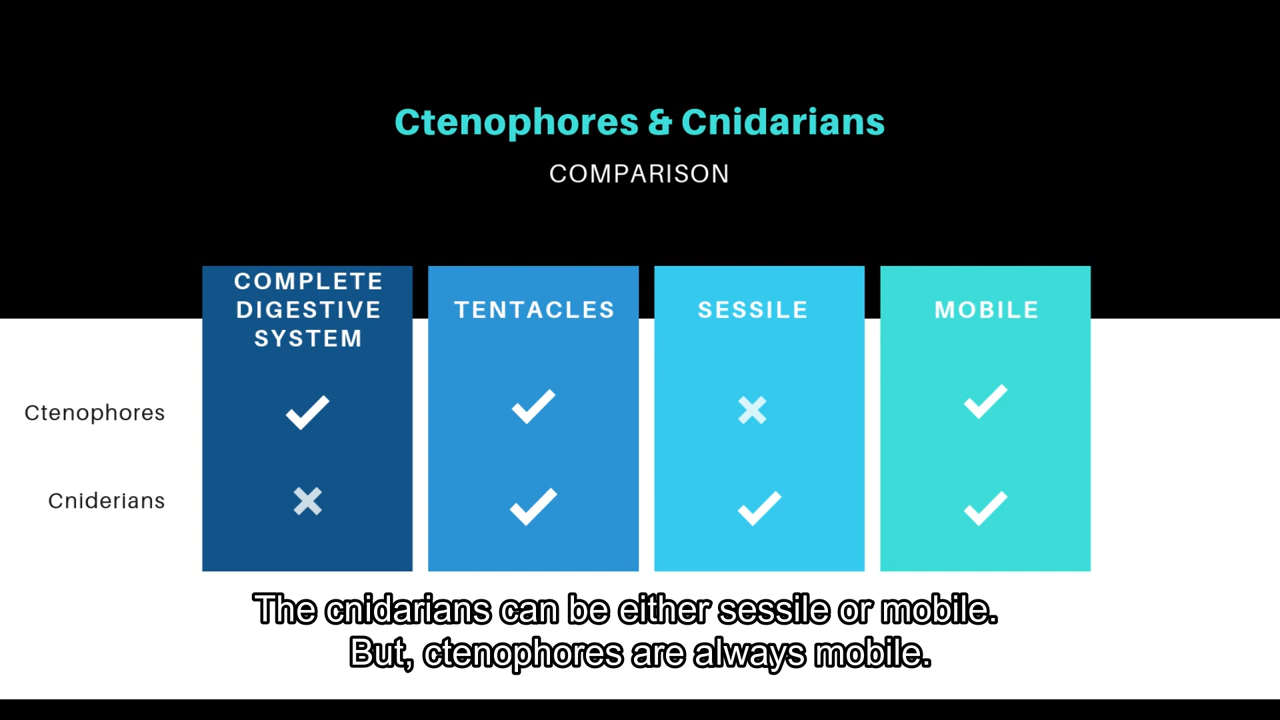 Ctenophores & Cnidarians
COMPARISON
COMPLETE
DIGESTIVE
SYSTEM
TENTACLES
SESSILE
MOBILE
Ctenophores
Cniderians
The cnidarians can be either sessile or mobile.
But, ctenophores are always mobile.